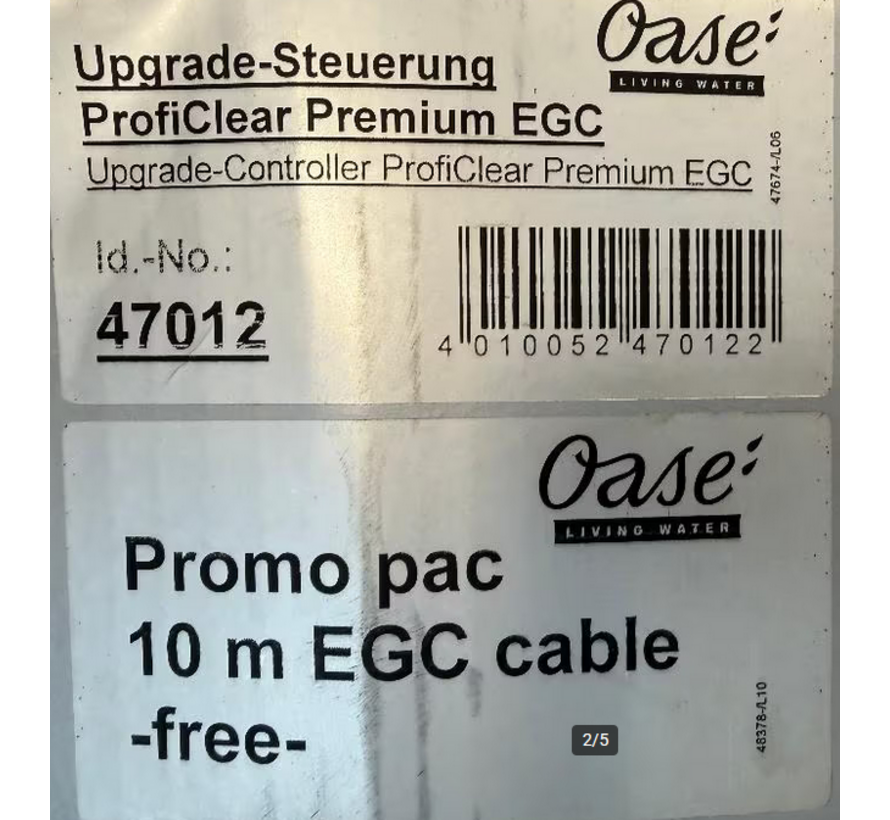 Oase
LIVING WATER
Upgrade-Steuerung
ProfiClear Premium EGC
Upgrade-Controller ProfiClear Premium EGC
47674-/L06
Id.-No.:
47012
4 010052 470122
Oase
LIVING WATER
Promo pac
10 m EGC cable
-free-
2/5
48378-/L10